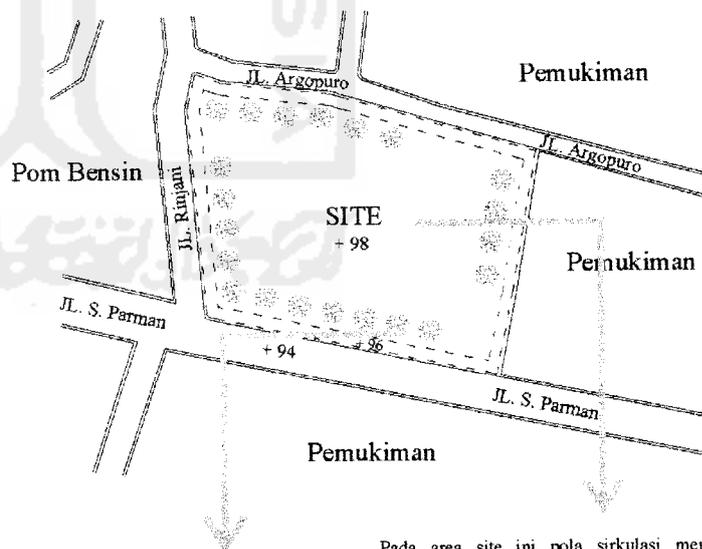 JL. Argopuro
Pemukiman
JL. Argopuro
Pom Bensin
JL. Rinjani
SITE
+ 98
Pemukiman
JL. S. Parman
+ 94
+ 96
JL. S. Parman
Pemukiman
Pada area site ini pola sirkulasi